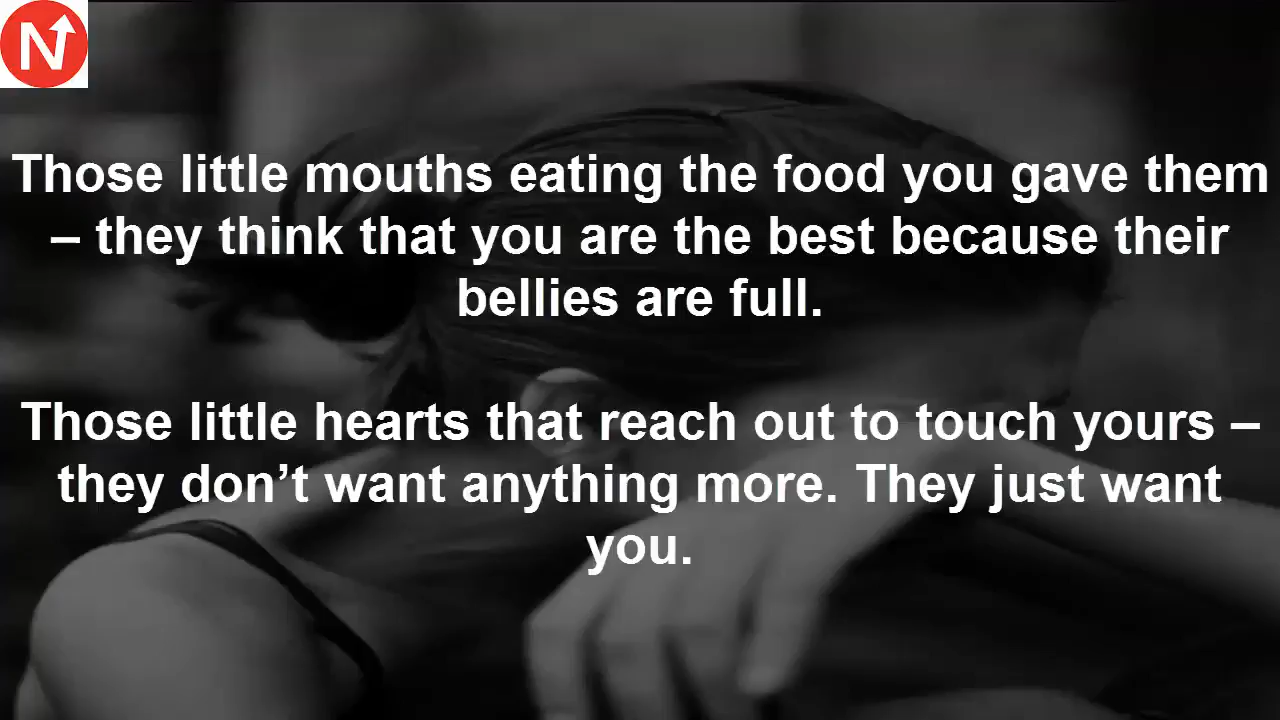 N
Those little mouths eating the food you gave them
– they think that you are the best because their
bellies are full.
Those little hearts that reach out to touch yours –
they don’t want anything more. They just want
you.